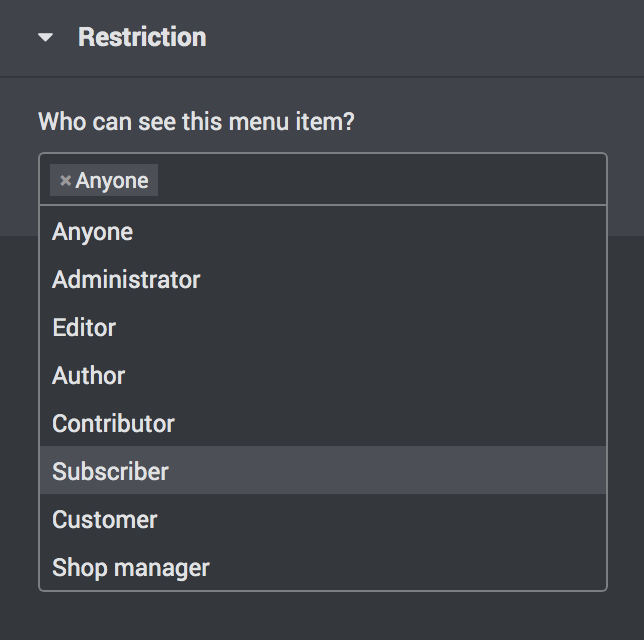 Restriction
Who can see this menu item?
× Anyone
Anyone
Administrator
Editor
Author
Contributor
Subscriber
Customer
Shop manager